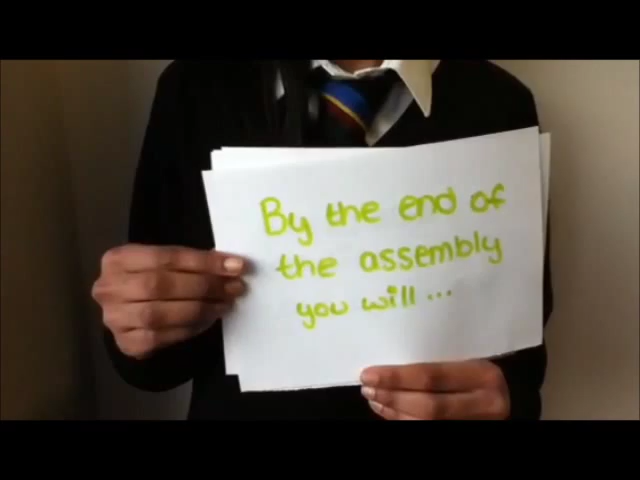 By the end of
the assembly
you will...